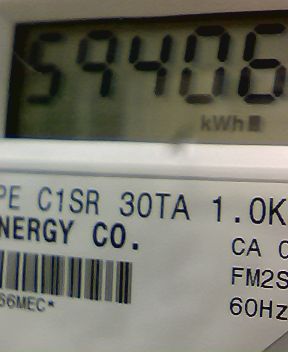 59406
kWh
PE C1SR 30TA 1.0K
NERGY CO.
CA 
FM2S
60Hz
66MEC*